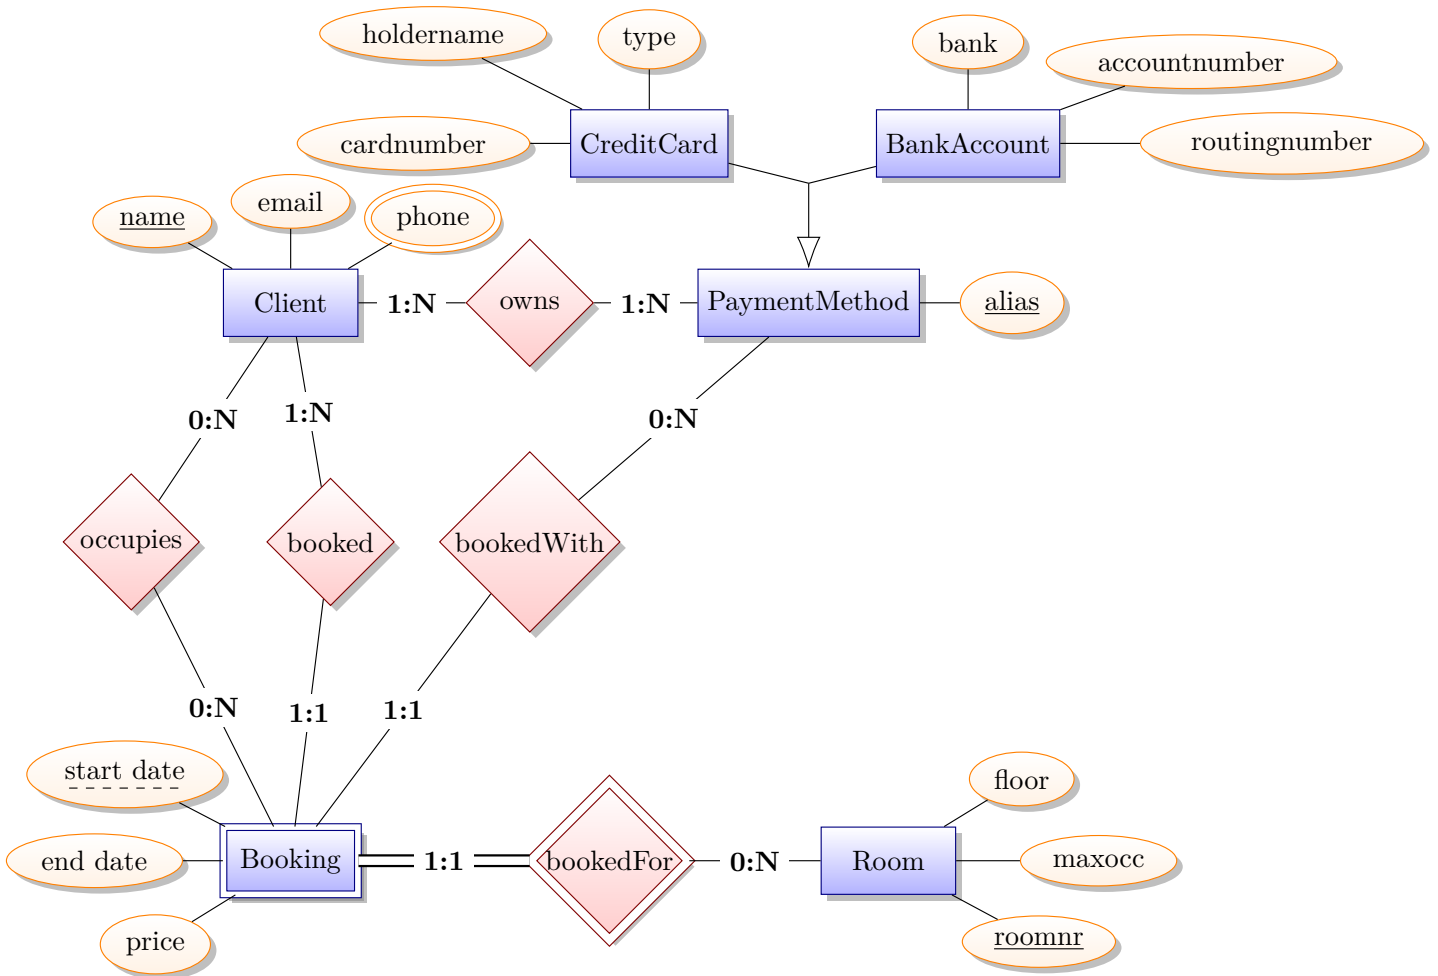 holdername
type
bank
accountnumber
cardnumber
CreditCard
BankAccount
routingnumber
name
email
phone
Client
1:N
owns
1:N
PaymentMethod
alias
0:N
1:N
0:N
occupies
booked
bookedWith
0:N
1:1
1:1
start date
floor
end date
Booking
1:1
bookedFor
0:N
Room
maxocc
price
roomnr